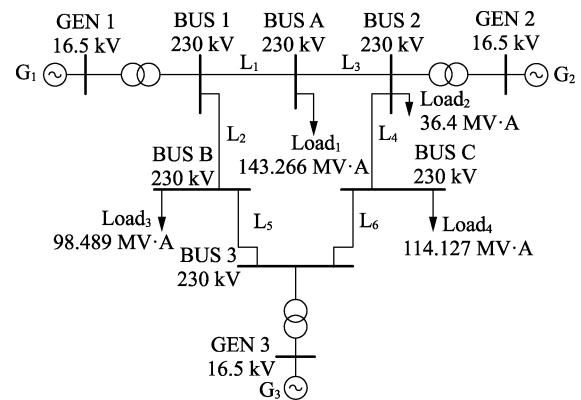 GEN 1
16.5 kV
G₁
BUS 1
230 kV
L₁
BUS A
230 kV
L₃
BUS 2
230 kV
GEN 2
16.5 kV
G₂
Load₂
36.4 MV·A
L₂
Load₁
143.266 MV·A
L₄
BUS B
230 kV
BUS C
230 kV
Load₃
98.489 MV·A
L₅
L₆
Load₄
114.127 MV·A
BUS 3
230 kV
GEN 3
16.5 kV
G₃